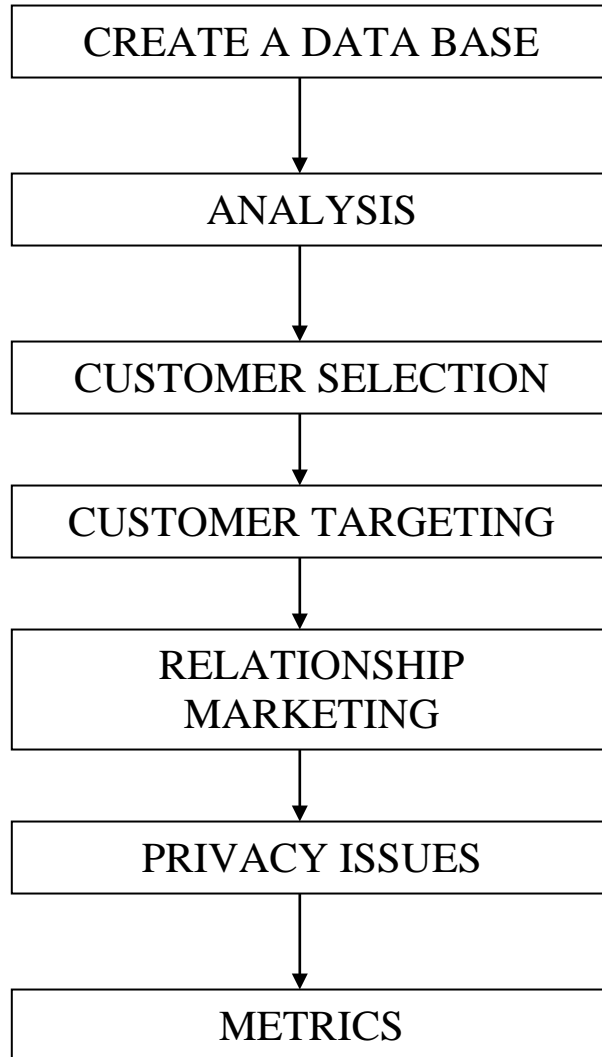 CREATE A DATA BASE
ANALYSIS
CUSTOMER SELECTION
CUSTOMER TARGETING
RELATIONSHIP
MARKETING
PRIVACY ISSUES
METRICS